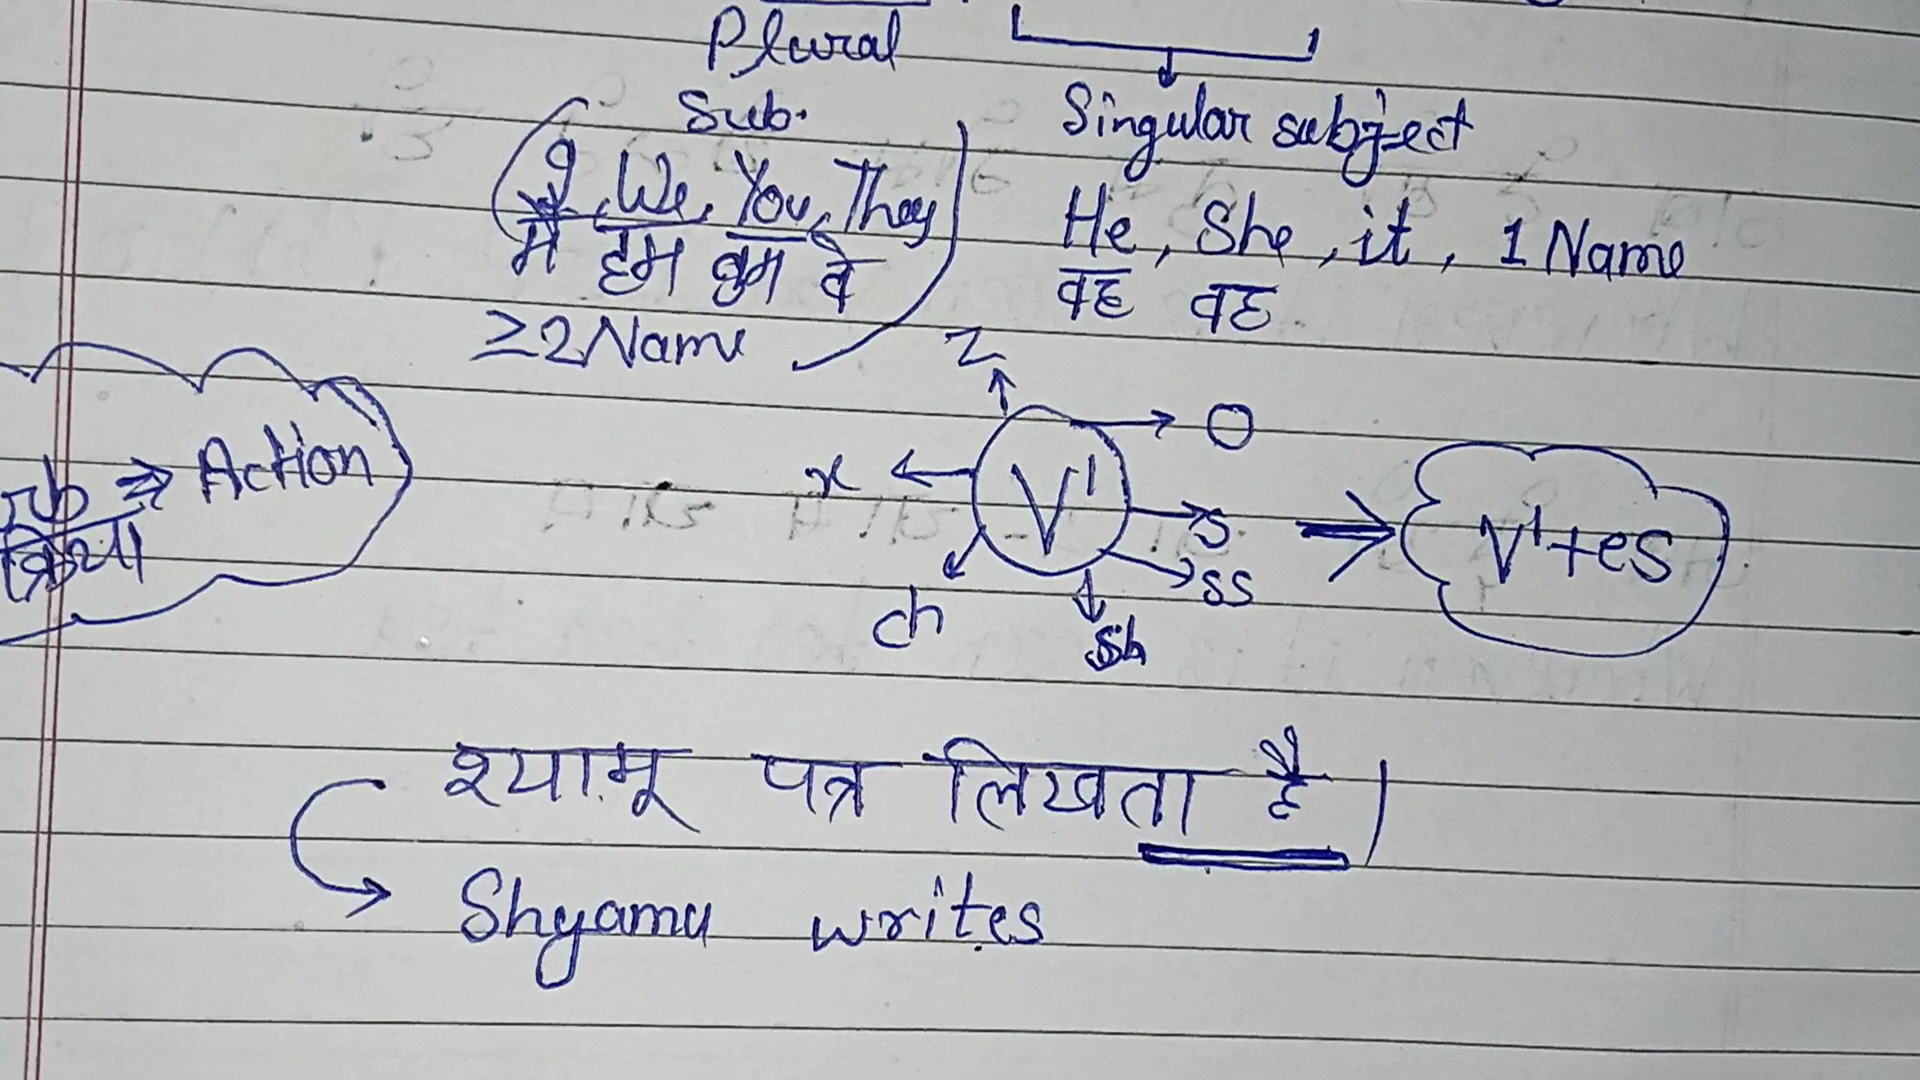 Plural
Sub.
Singular subject
I, We, You, They
He, She, it, 1 Name
मैं हम तुम वे
वह वह
≥2 Name
Z
O
Action
x
V¹
S
V¹+es
क्रिया
ss
ch
sh
श्यामू पत्र लिखता है।
Shyamu writes